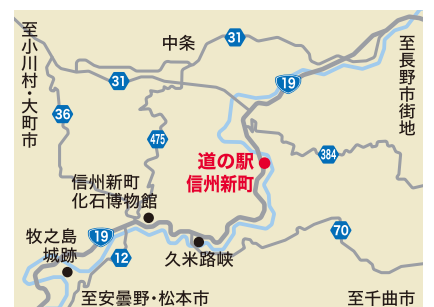 至小川村・大町市
中条
31
至長野市街地
31
19
36
475
384
道の駅
信州新町
信州新町
化石博物館
19
牧之島
城跡
12
久米路峡
70
至安曇野・松本市
至千曲市